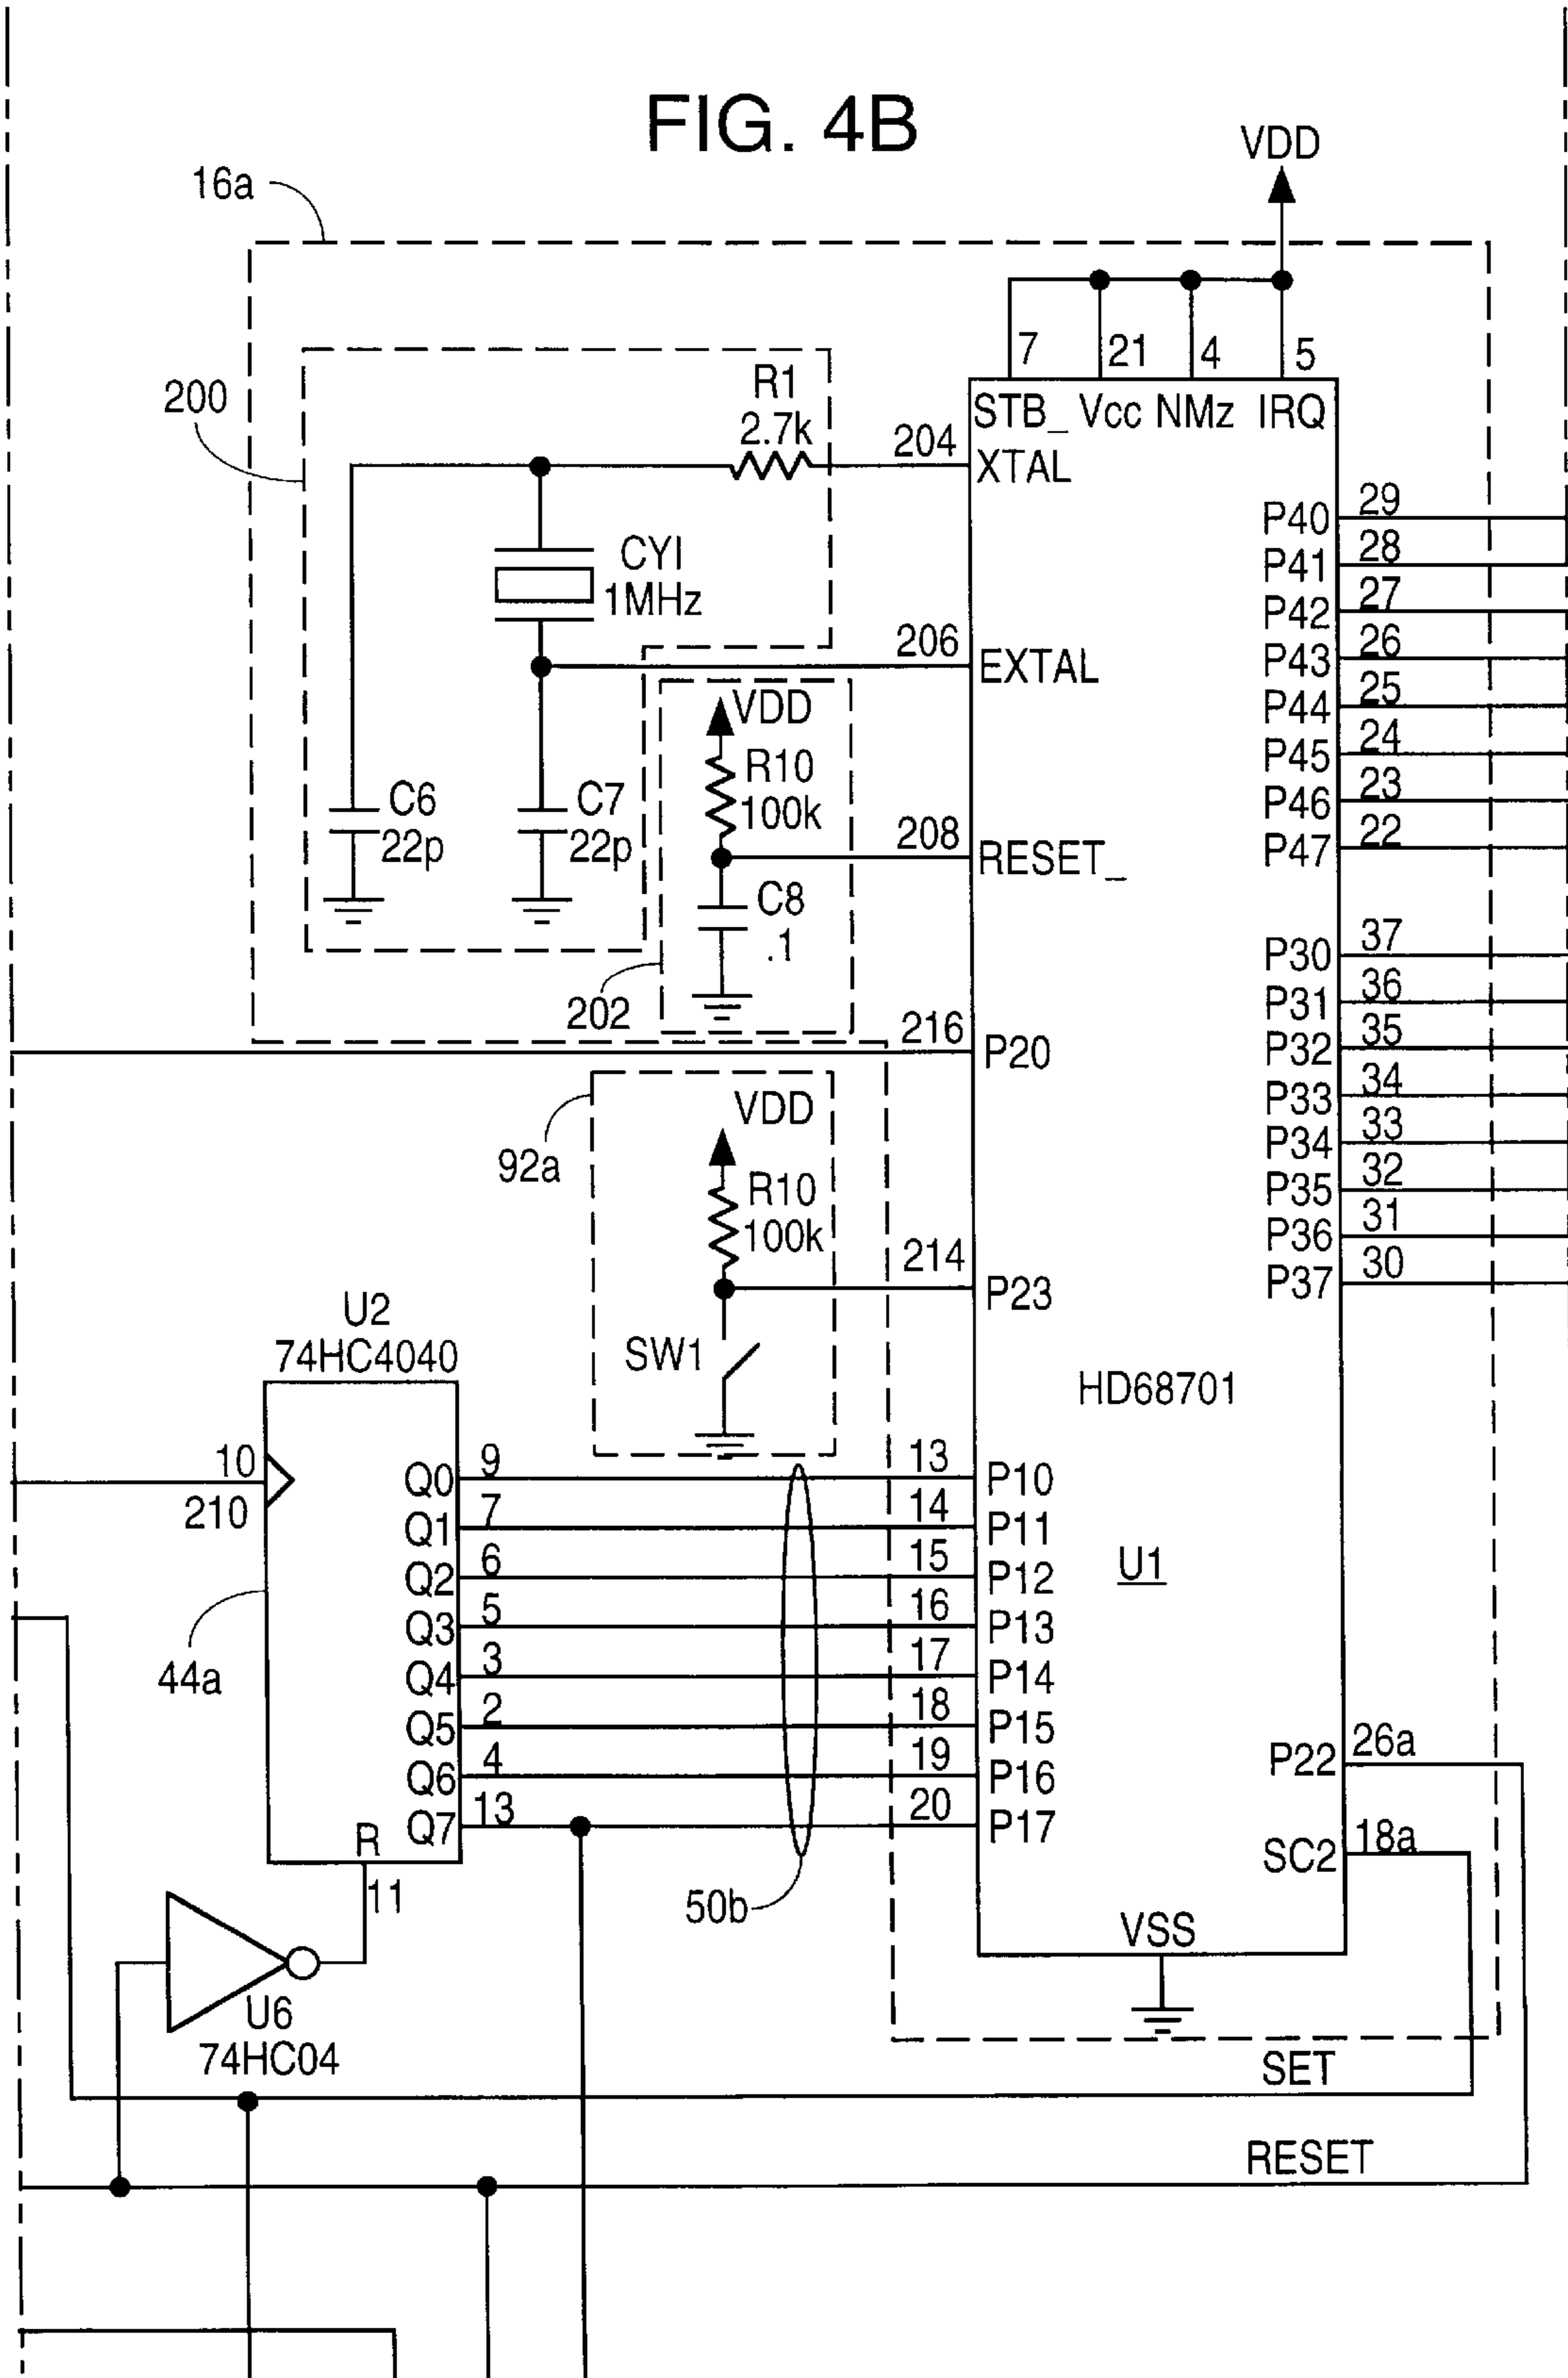 FIG. 4B
VDD
16a
7 21 4 5
200
R1
2.7k
STB_ Vcc NMz IRQ
204
XTAL
CYI
1MHz
206
EXTAL
VDD
R10
100k
C6
22p
C7
22p
208
RESET_
C8
.1
202
P40 29
P41 28
P42 27
P43 26
P44 25
P45 24
P46 23
P47 22
P30 37
P31 36
P32 35
P33 34
P34 33
P35 32
P36 31
P37 30
216
P20
92a
VDD
R10
100k
214
P23
SW1
HD68701
U2
74HC4040
10
210
Q0 9 13 P10
Q1 7 14 P11
Q2 6 15 P12
Q3 5 16 P13
Q4 3 17 P14
Q5 2 18 P15
Q6 4 19 P16
Q7 13 20 P17
U1
44a
R
11
50b
P22 26a
SC2 18a
VSS
U6
74HC04
SET
RESET